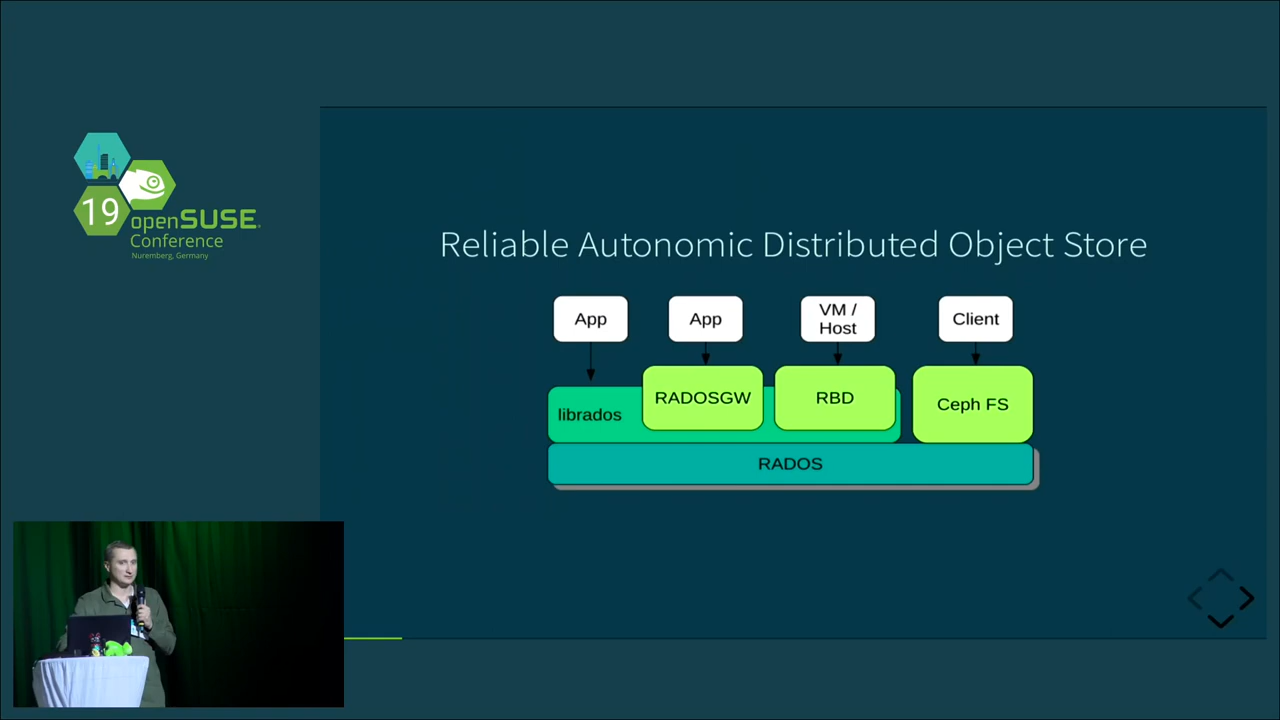 19
openSUSE
Conference
Nuremberg, Germany
Reliable Autonomic Distributed Object Store
App
App
VM /
Host
Client
librados
RADOSGW
RBD
Ceph FS
RADOS